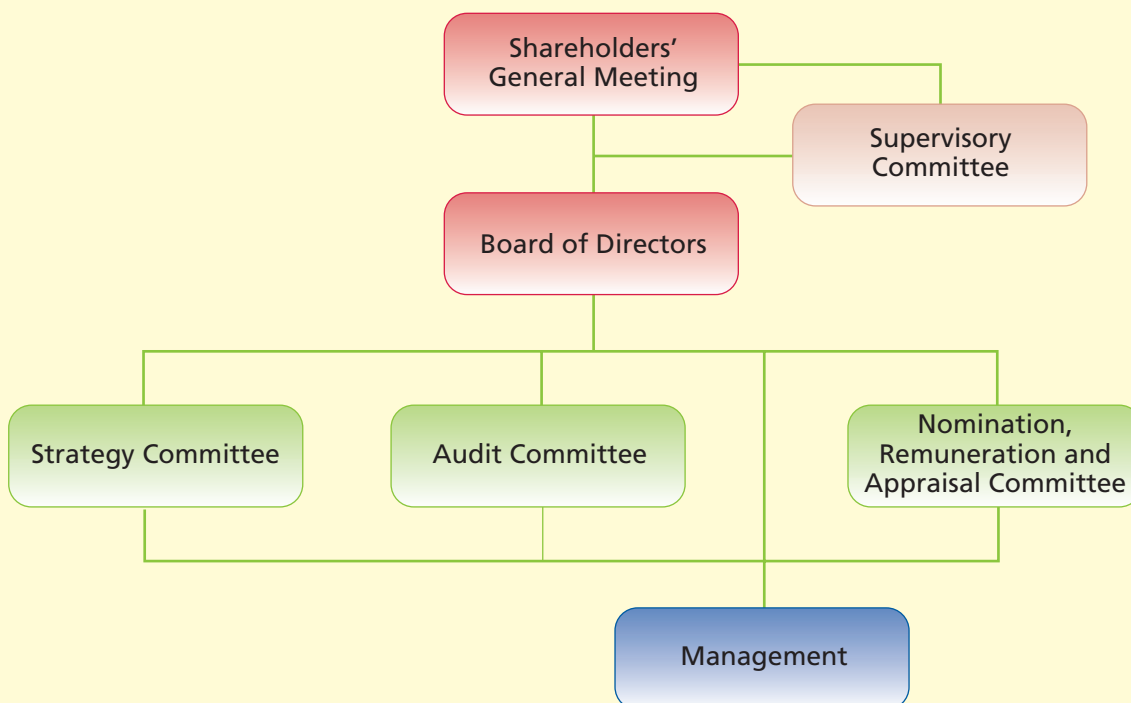 Shareholders’
General Meeting
Supervisory
Committee
Board of Directors
Strategy Committee
Audit Committee
Nomination,
Remuneration and
Appraisal Committee
Management